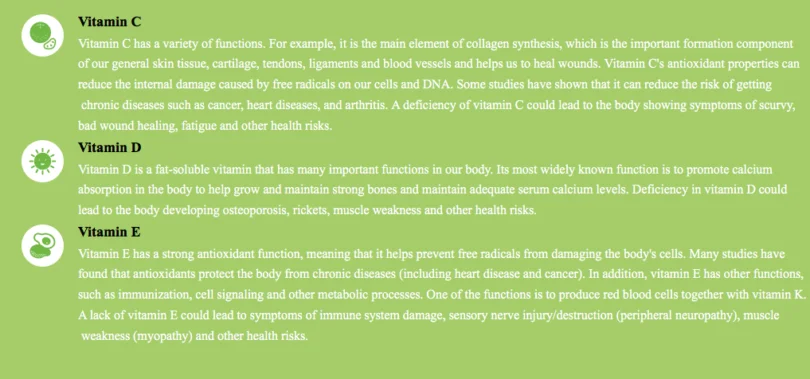 Vitamin C
Vitamin C has a variety of functions. For example, it is the main element of collagen synthesis, which is the important formation component
of our general skin tissue, cartilage, tendons, ligaments and blood vessels and helps us to heal wounds. Vitamin C's antioxidant properties can
reduce the internal damage caused by free radicals on our cells and DNA. Some studies have shown that it can reduce the risk of getting
chronic diseases such as cancer, heart diseases, and arthritis. A deficiency of vitamin C could lead to the body showing symptoms of scurvy,
bad wound healing, fatigue and other health risks.
Vitamin D
Vitamin D is a fat-soluble vitamin that has many important functions in our body. Its most widely known function is to promote calcium
absorption in the body to help grow and maintain strong bones and maintain adequate serum calcium levels. Deficiency in vitamin D could
lead to the body developing osteoporosis, rickets, muscle weakness and other health risks.
Vitamin E
Vitamin E has a strong antioxidant function, meaning that it helps prevent free radicals from damaging the body's cells. Many studies have
found that antioxidants protect the body from chronic diseases (including heart disease and cancer). In addition, vitamin E has other functions,
such as immunization, cell signaling and other metabolic processes. One of the functions is to produce red blood cells together with vitamin K.
A lack of vitamin E could lead to symptoms of immune system damage, sensory nerve injury/destruction (peripheral neuropathy), muscle
weakness (myopathy) and other health risks.